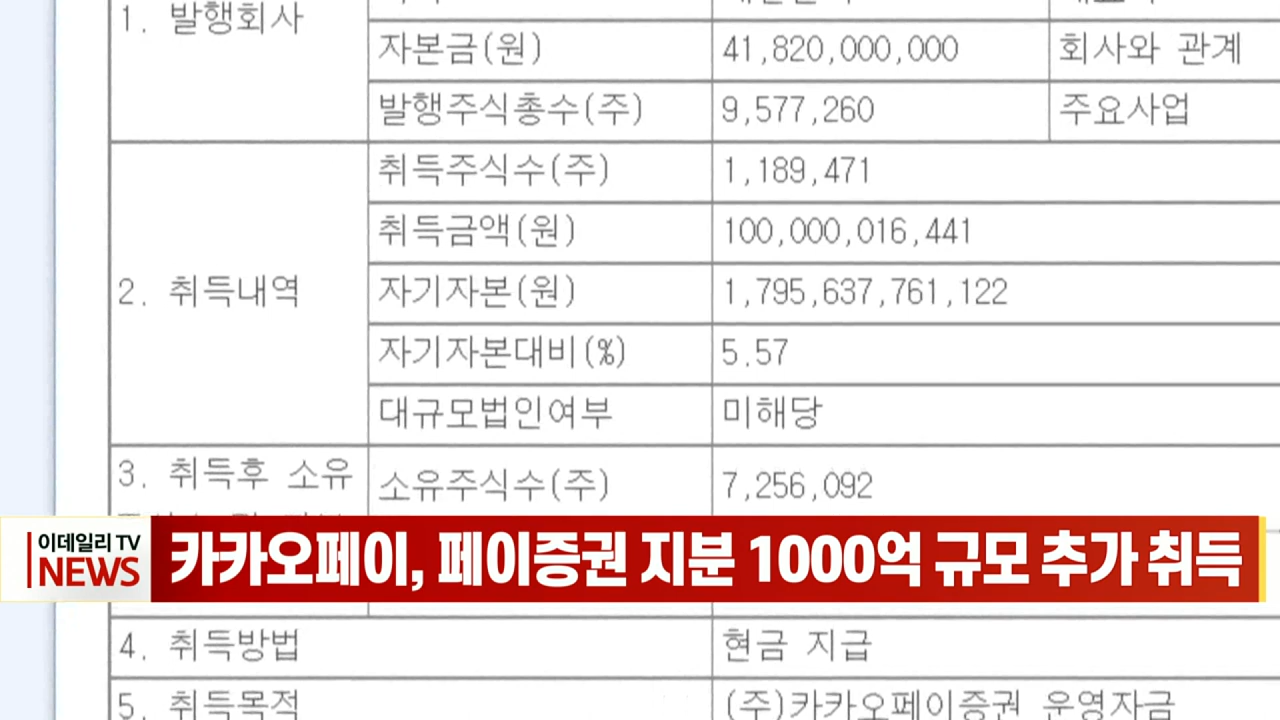 1. 발행회사
자본금(원) 41,820,000,000 회사와 관계
발행주식총수(주) 9,577,260 주요사업
취득주식수(주) 1,189,471
취득금액(원) 100,000,016,441
2. 취득내역 자기자본(원) 1,795,637,761,122
자기자본대비(%) 5.57
대규모법인여부 미해당
3. 취득후 소유 소유주식수(주) 7,256,092
이데일리 TV
NEWS
카카오페이, 페이증권 지분 1000억 규모 추가 취득
4. 취득방법 현금 지급
5. 취득목적 (주)카카오페이증권 운영자금